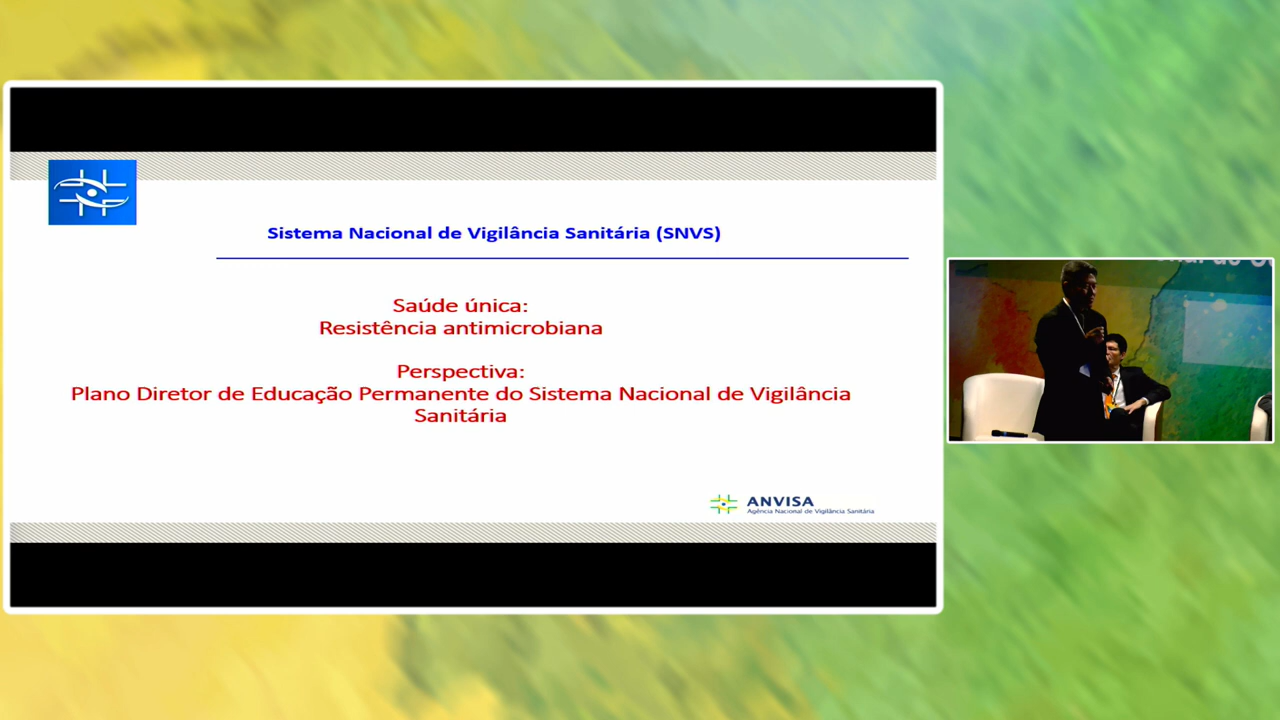 Sistema Nacional de Vigilância Sanitária (SNVS)
Saúde única:
Resistência antimicrobiana
Perspectiva:
Plano Diretor de Educação Permanente do Sistema Nacional de Vigilância
Sanitária
ANVISA
Agência Nacional de Vigilância Sanitária